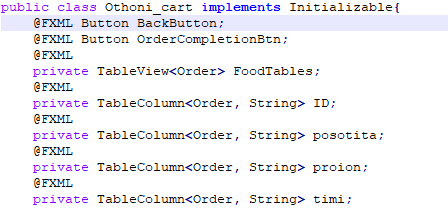 public class Othoni_cart implements Initializable{
@FXML Button BackButton;
@FXML Button OrderCompletionBtn;
@FXML
private TableView<Order> FoodTables;
@FXML
private TableColumn<Order, String> ID;
@FXML
private TableColumn<Order, String> posotita;
@FXML
private TableColumn<Order, String> proion;
@FXML
private TableColumn<Order, String> timi;